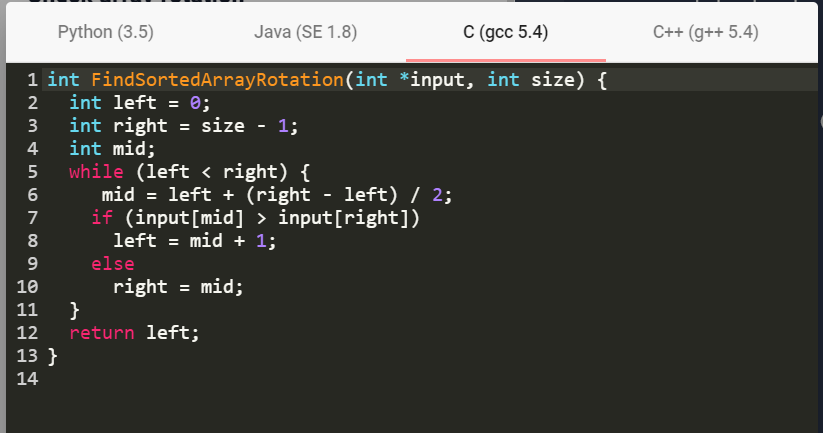 Python (3.5) Java (SE 1.8) C (gcc 5.4) C++ (g++ 5.4)
1 int FindSortedArrayRotation(int *input, int size) {
2 int left = 0;
3 int right = size - 1;
4 int mid;
5 while (left < right) {
6 mid = left + (right - left) / 2;
7 if (input[mid] > input[right])
8 left = mid + 1;
9 else
10 right = mid;
11 }
12 return left;
13 }
14